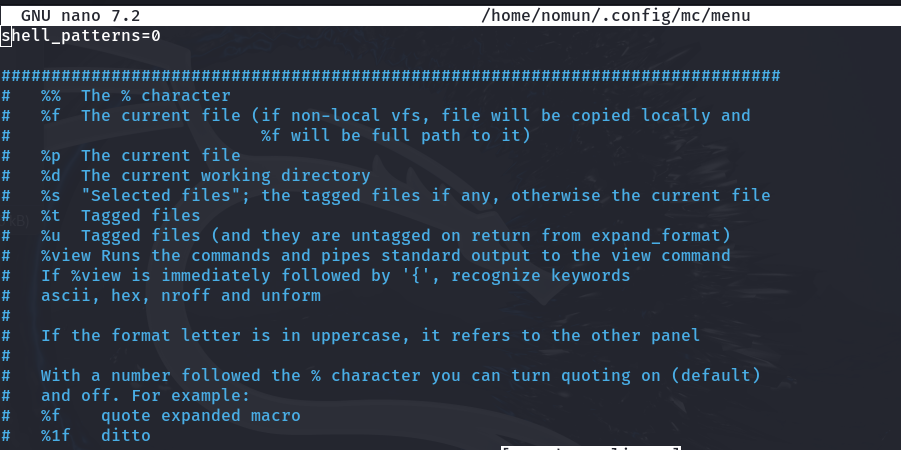 GNU nano 7.2 /home/nomun/.config/mc/menu
shell_patterns=0
##############################################################################
# %% The % character
# %f The current file (if non-local vfs, file will be copied locally and
# %f will be full path to it)
# %p The current file
# %d The current working directory
# %s "Selected files"; the tagged files if any, otherwise the current file
# %t Tagged files
# %u Tagged files (and they are untagged on return from expand_format)
# %view Runs the commands and pipes standard output to the view command
# If %view is immediately followed by '{', recognize keywords
# ascii, hex, nroff and unform
#
# If the format letter is in uppercase, it refers to the other panel
#
# With a number followed the % character you can turn quoting on (default)
# and off. For example:
# %f quote expanded macro
# %1f ditto